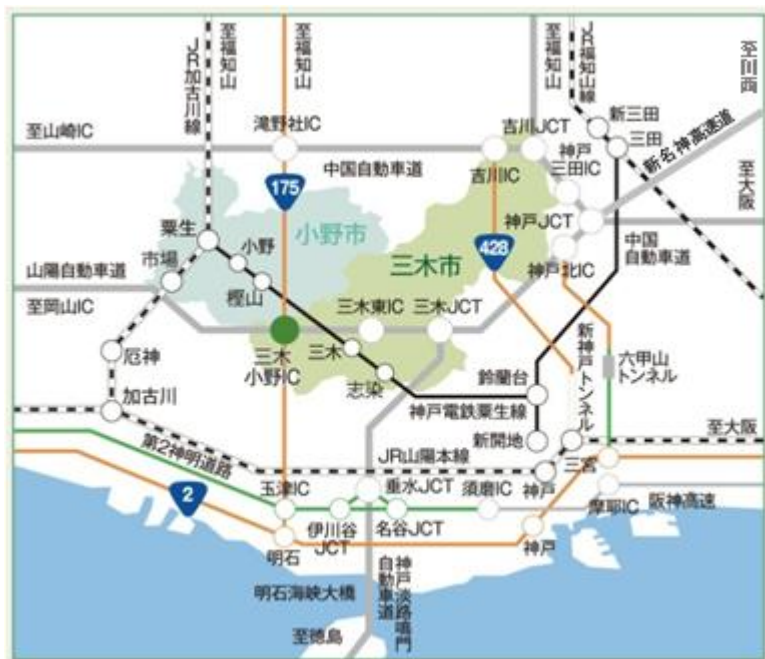 至福知山
JR加古川線
至福知山
至福知山
JR福知山線
至川西
滝野社IC
吉川JCT
新三田
三田
新名神高速道
至山崎IC
中国自動車道
吉川IC
神戸
三田IC
至大阪
175
粟生
小野
小野市
神戸JCT
428
中国
自動車道
市場
三木市
神戸北IC
山陽自動車道
樫山
至岡山IC
三木東IC
三木JCT
三木
小野IC
三木
厄神
志染
鈴蘭台
新神戸トンネル
六甲山
トンネル
加古川
神戸電鉄粟生線
至大阪
新開地
第2神明道路
JR山陽本線
三宮
2
玉津IC
垂水JCT
須磨IC
神戸
摩耶IC
阪神高速
伊川谷
JCT
名谷JCT
明石
神戸
明石海峡大橋
神戸淡路鳴門
自動車道
至徳島